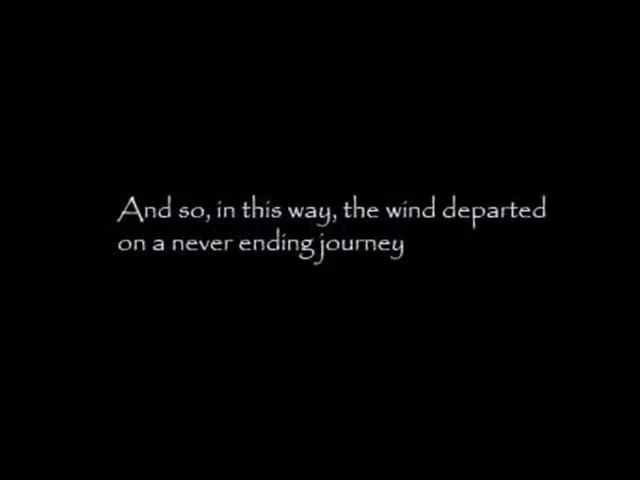 And so, in this way, the wind departed
on a never ending journey